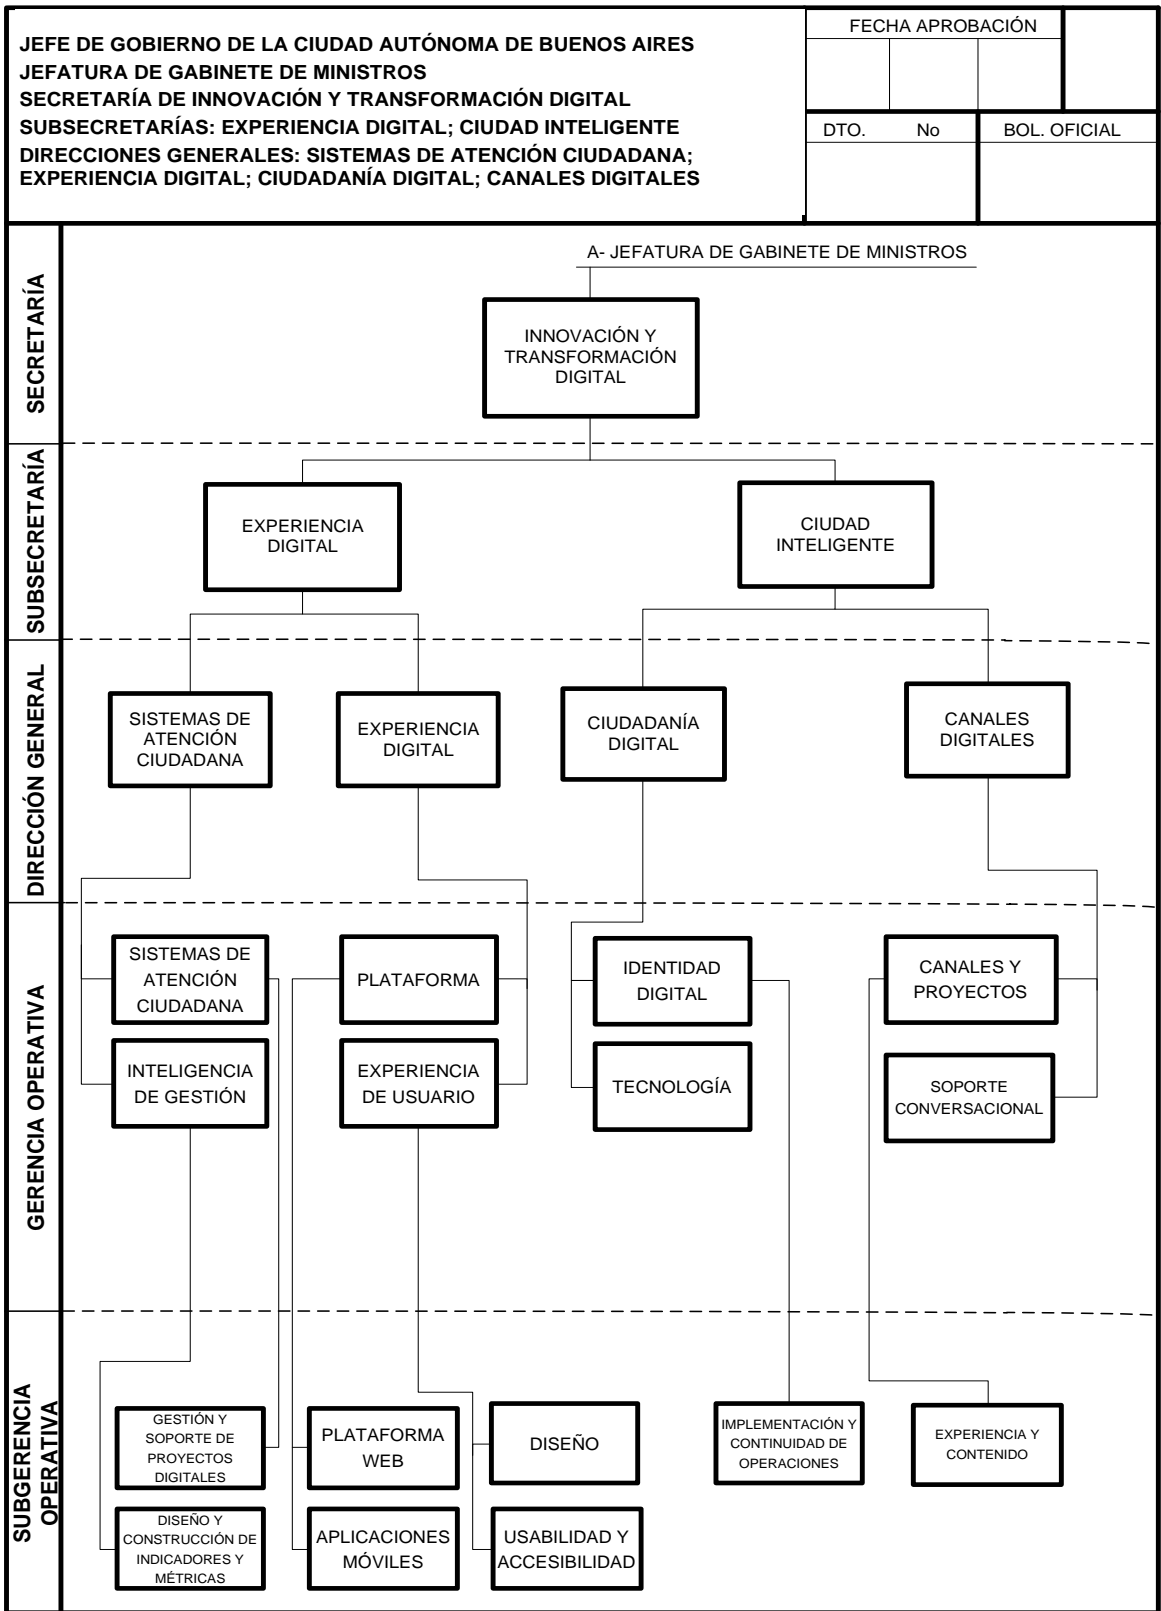 JEFE DE GOBIERNO DE LA CIUDAD AUTÓNOMA DE BUENOS AIRES
JEFATURA DE GABINETE DE MINISTROS
SECRETARÍA DE INNOVACIÓN Y TRANSFORMACIÓN DIGITAL
SUBSECRETARÍAS: EXPERIENCIA DIGITAL; CIUDAD INTELIGENTE
DIRECCIONES GENERALES: SISTEMAS DE ATENCIÓN CIUDADANA;
EXPERIENCIA DIGITAL; CIUDADANÍA DIGITAL; CANALES DIGITALES
FECHA APROBACIÓN
DTO. No
BOL. OFICIAL
SECRETARÍA
A- JEFATURA DE GABINETE DE MINISTROS
INNOVACIÓN Y
TRANSFORMACIÓN
DIGITAL
SUBSECRETARÍA
EXPERIENCIA
DIGITAL
CIUDAD
INTELIGENTE
DIRECCIÓN GENERAL
SISTEMAS DE
ATENCIÓN
CIUDADANA
EXPERIENCIA
DIGITAL
CIUDADANÍA
DIGITAL
CANALES
DIGITALES
GERENCIA OPERATIVA
SISTEMAS DE
ATENCIÓN
CIUDADANA
PLATAFORMA
IDENTIDAD
DIGITAL
CANALES Y
PROYECTOS
INTELIGENCIA
DE GESTIÓN
EXPERIENCIA
DE USUARIO
TECNOLOGÍA
SOPORTE
CONVERSACIONAL
SUBGERENCIA
OPERATIVA
GESTIÓN Y
SOPORTE DE
PROYECTOS
DIGITALES
PLATAFORMA
WEB
DISEÑO
IMPLEMENTACIÓN Y
CONTINUIDAD DE
OPERACIONES
EXPERIENCIA Y
CONTENIDO
DISEÑO Y
CONSTRUCCIÓN DE
INDICADORES Y
MÉTRICAS
APLICACIONES
MÓVILES
USABILIDAD Y
ACCESIBILIDAD